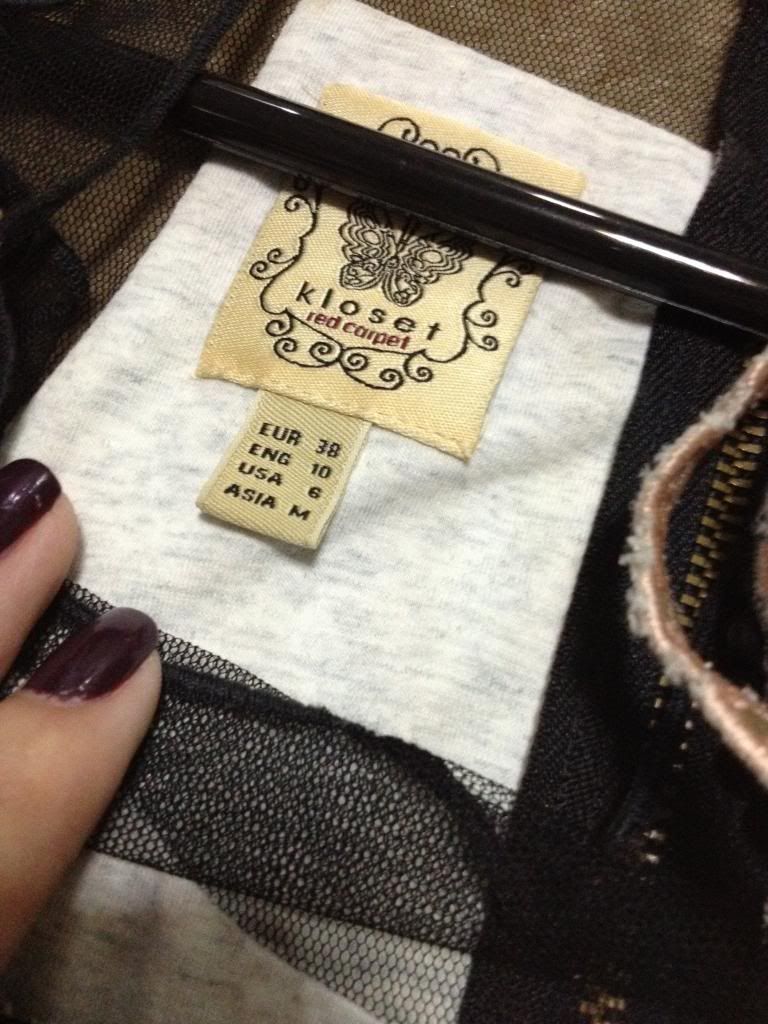 kloset
red carpet
EUR 38
ENG 10
USA 6
ASIA M